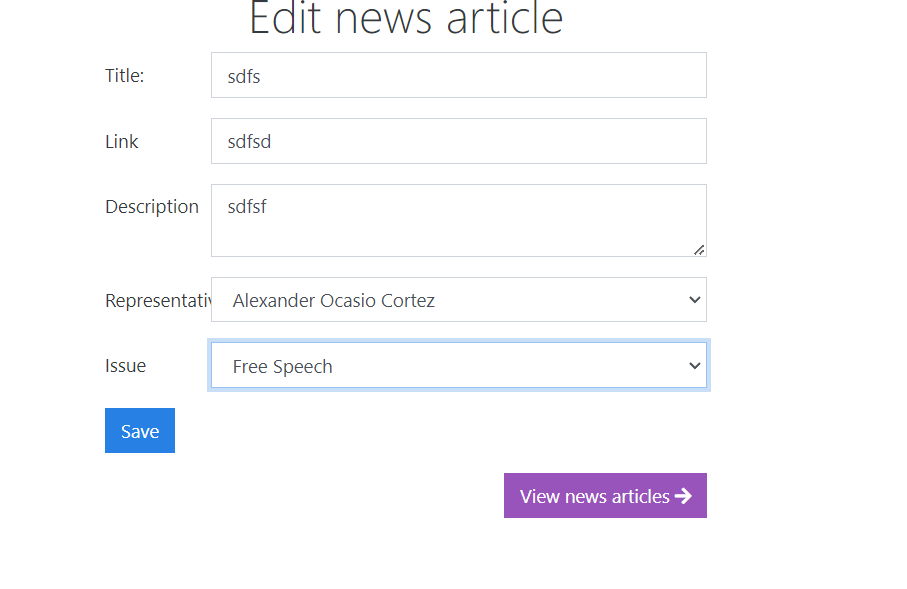 Edit news article
Title: sdfs
Link sdfsd
Description sdfsf
Representativ Alexander Ocasio Cortez
Issue Free Speech
Save
View news articles